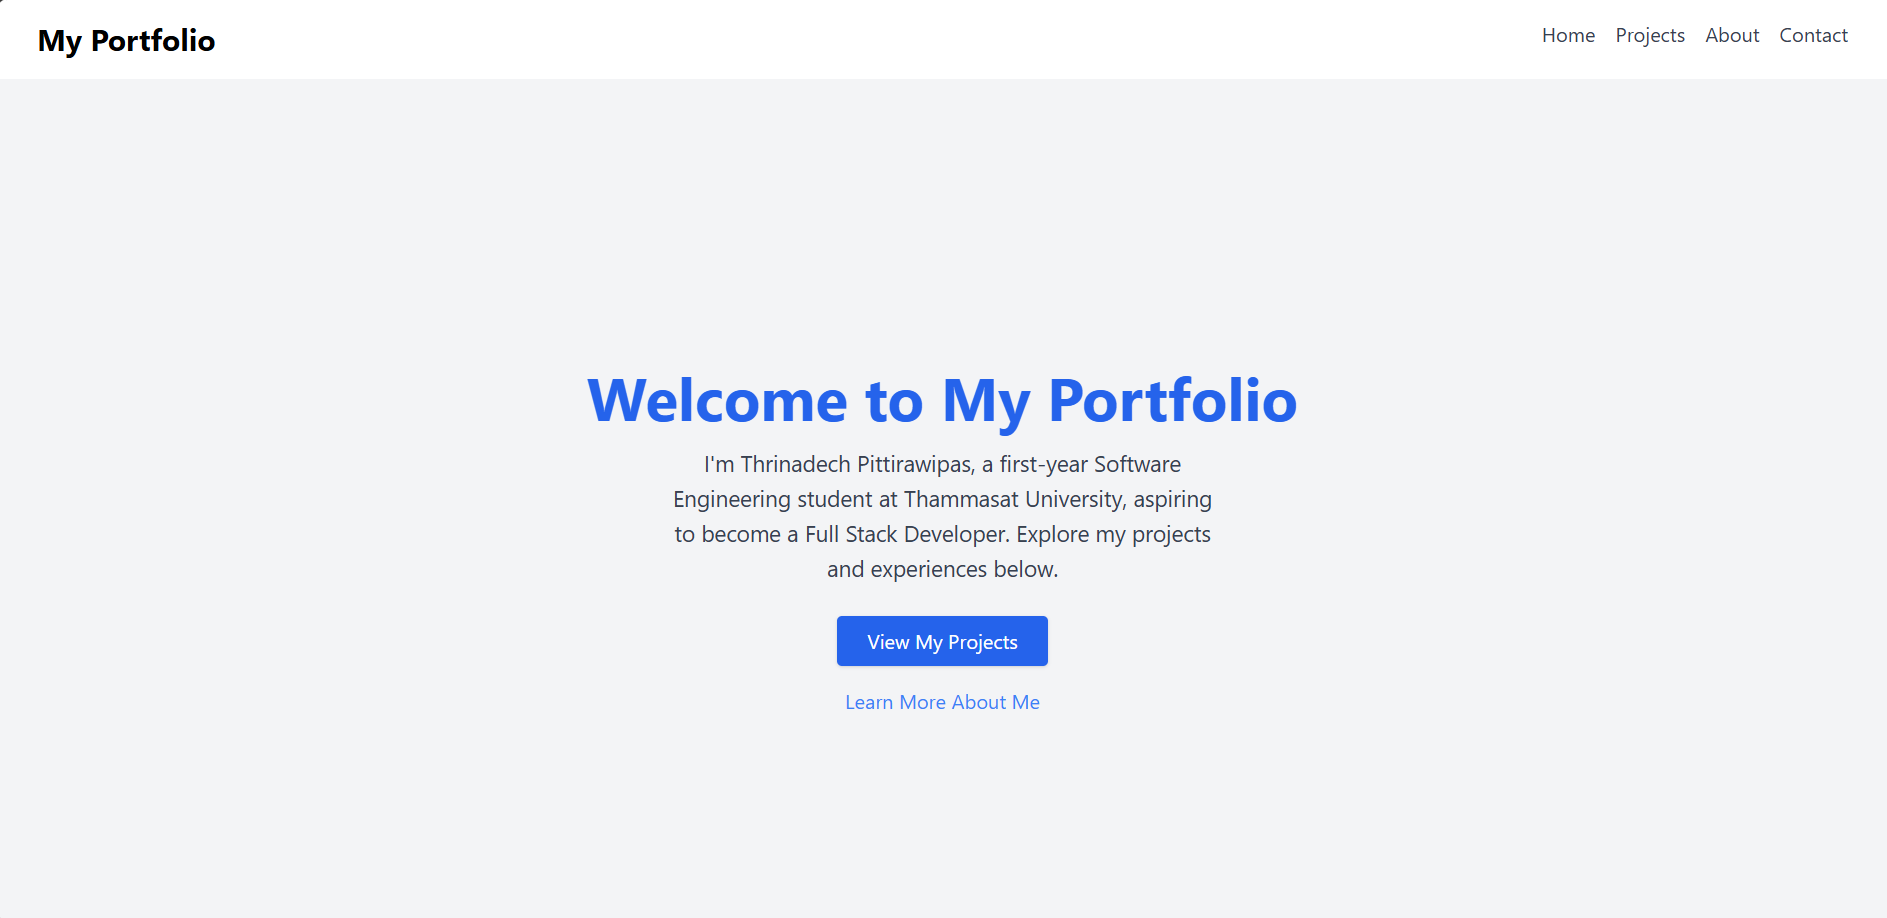 My Portfolio
Home Projects About Contact
Welcome to My Portfolio
I'm Thrinadech Pittirawipas, a first-year Software
Engineering student at Thammasat University, aspiring
to become a Full Stack Developer. Explore my projects
and experiences below.
View My Projects
Learn More About Me